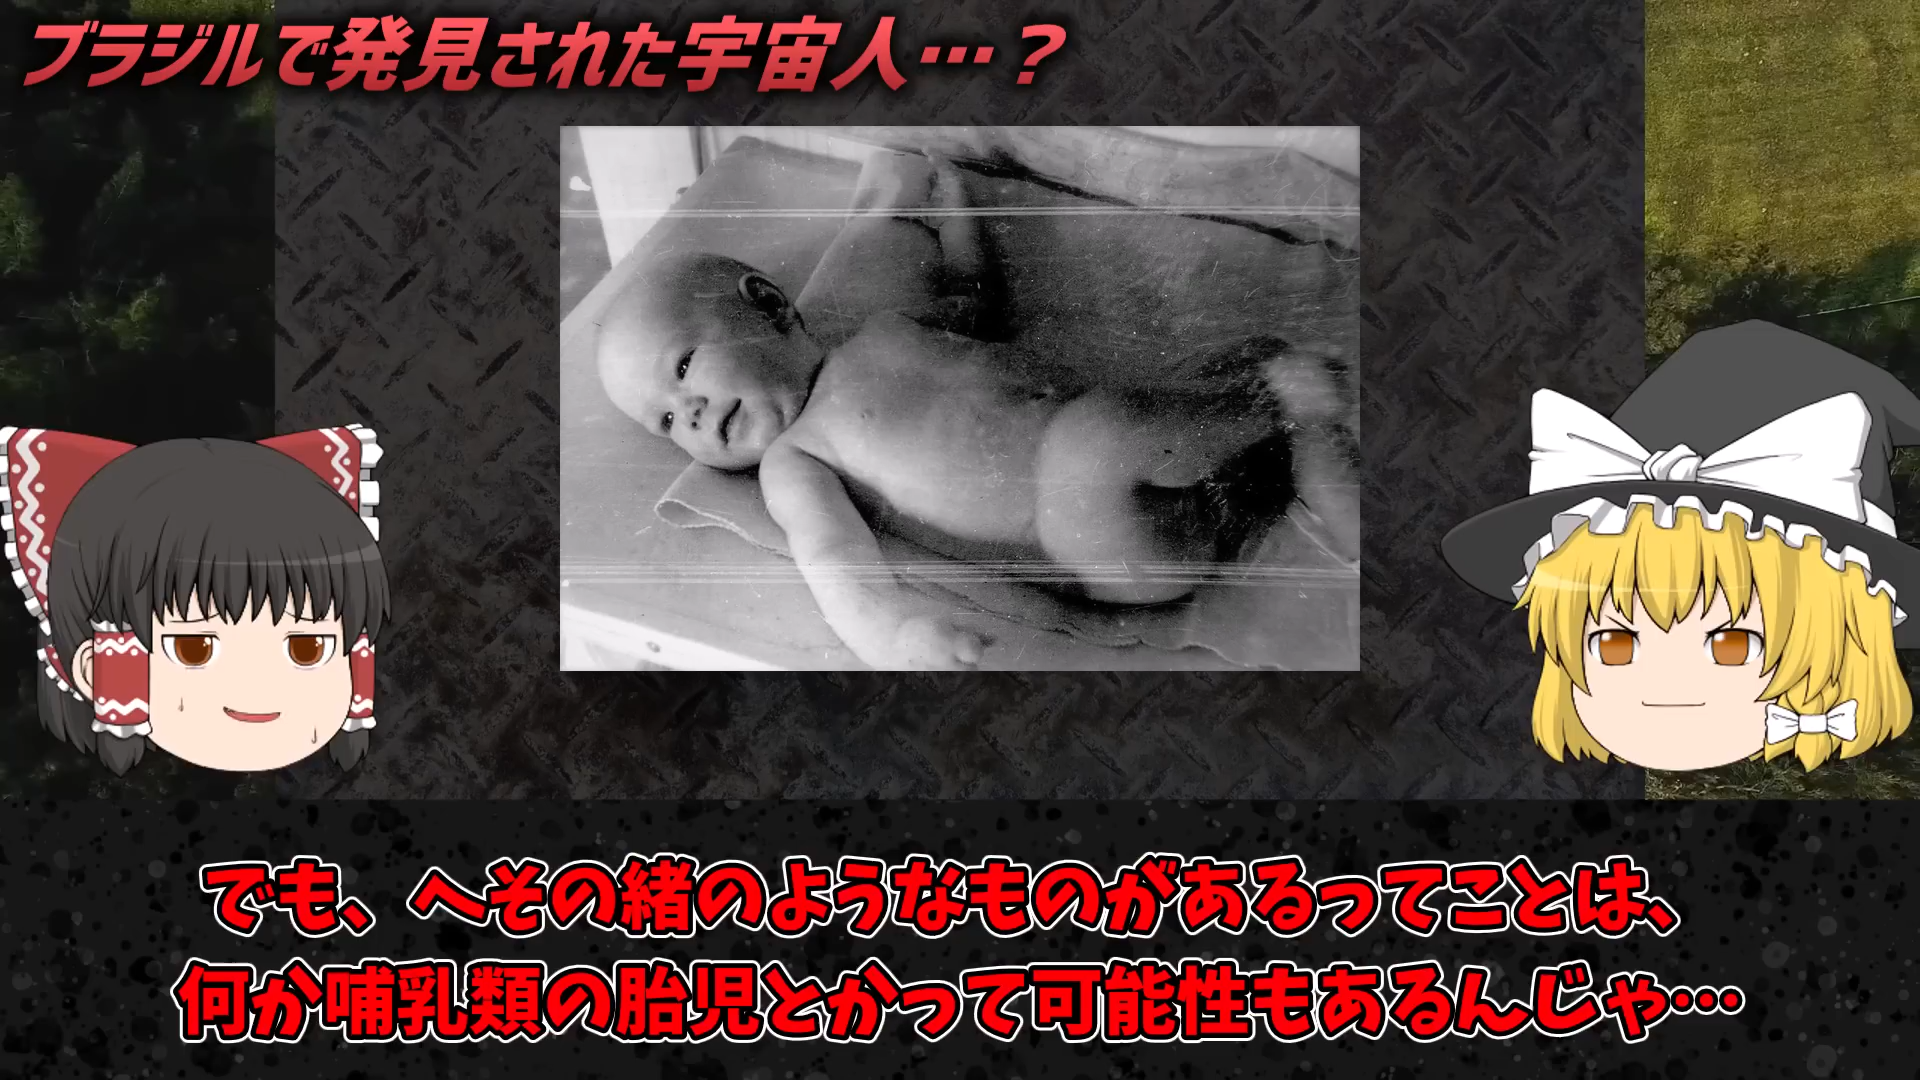 ブラジルで発見された宇宙人…？
でも、へその緒のようなものがあるってことは、
何か哺乳類の胎児とかって可能性もあるんじゃ…